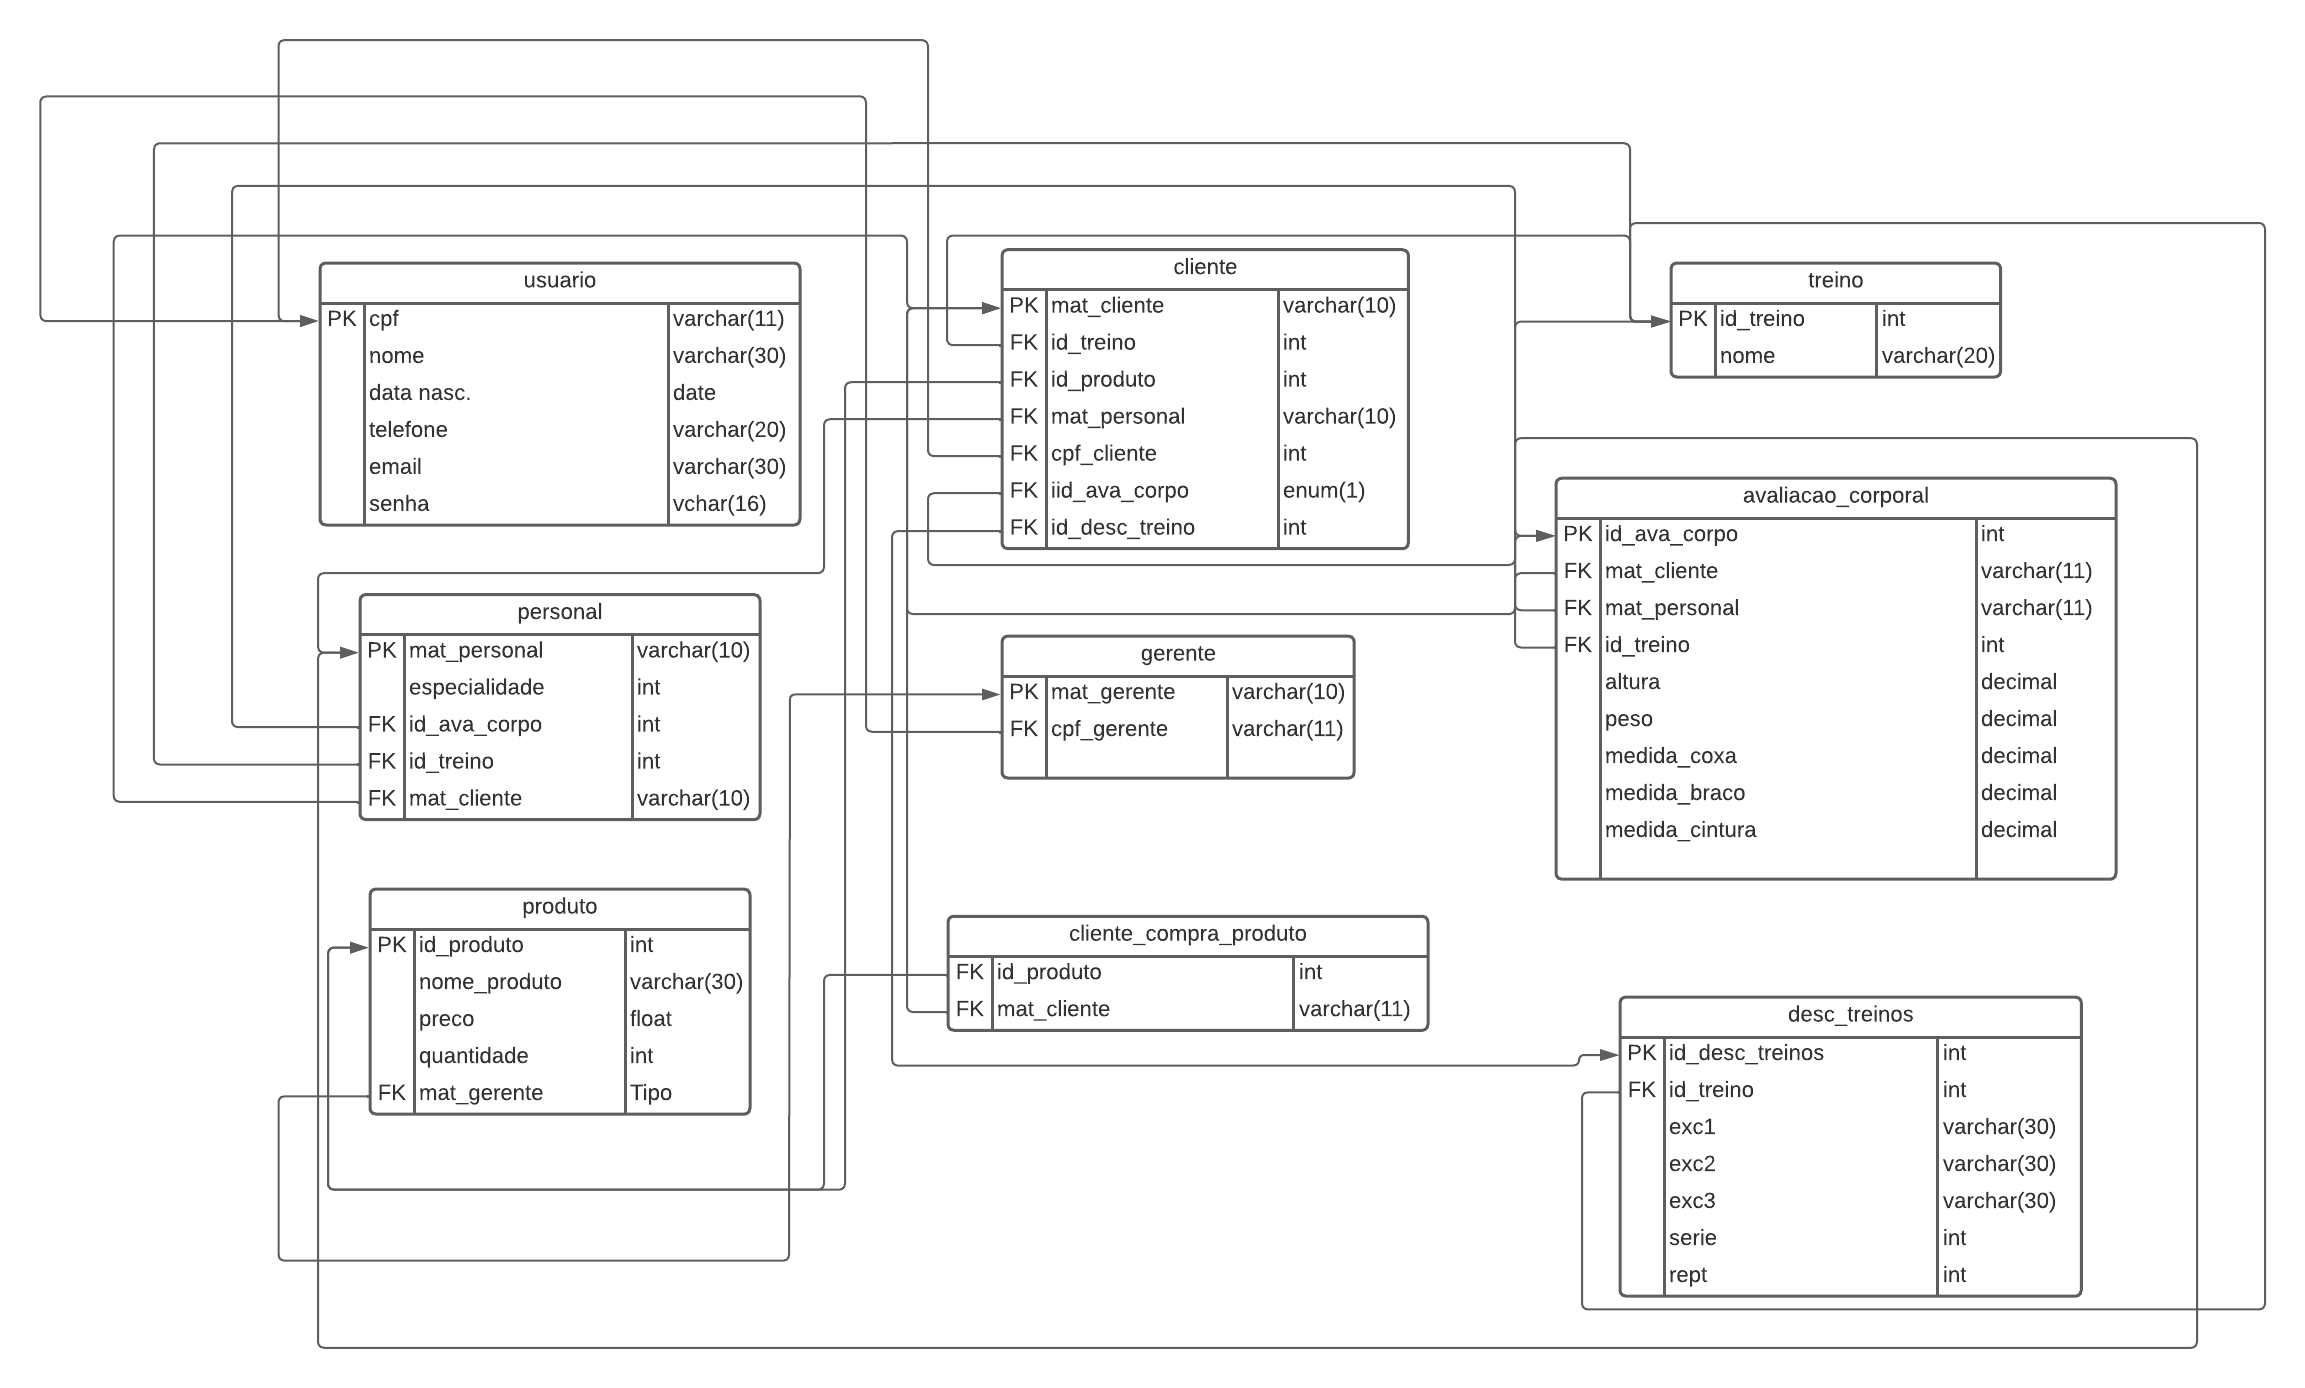 usuario
PK cpf varchar(11)
nome varchar(30)
data nasc. date
telefone varchar(20)
email varchar(30)
senha vchar(16)
cliente
PK mat_cliente varchar(10)
FK id_treino int
FK id_produto int
FK mat_personal varchar(10)
FK cpf_cliente int
FK iid_ava_corpo enum(1)
FK id_desc_treino int
treino
PK id_treino int
nome varchar(20)
avaliacao_corporal
PK id_ava_corpo int
FK mat_cliente varchar(11)
FK mat_personal varchar(11)
FK id_treino int
altura decimal
peso decimal
medida_coxa decimal
medida_braco decimal
medida_cintura decimal
personal
PK mat_personal varchar(10)
especialidade int
FK id_ava_corpo int
FK id_treino int
FK mat_cliente varchar(10)
gerente
PK mat_gerente varchar(10)
FK cpf_gerente varchar(11)
produto
PK id_produto int
nome_produto varchar(30)
preco float
quantidade int
FK mat_gerente Tipo
cliente_compra_produto
FK id_produto int
FK mat_cliente varchar(11)
desc_treinos
PK id_desc_treinos int
FK id_treino int
exc1 varchar(30)
exc2 varchar(30)
exc3 varchar(30)
serie int
rept int